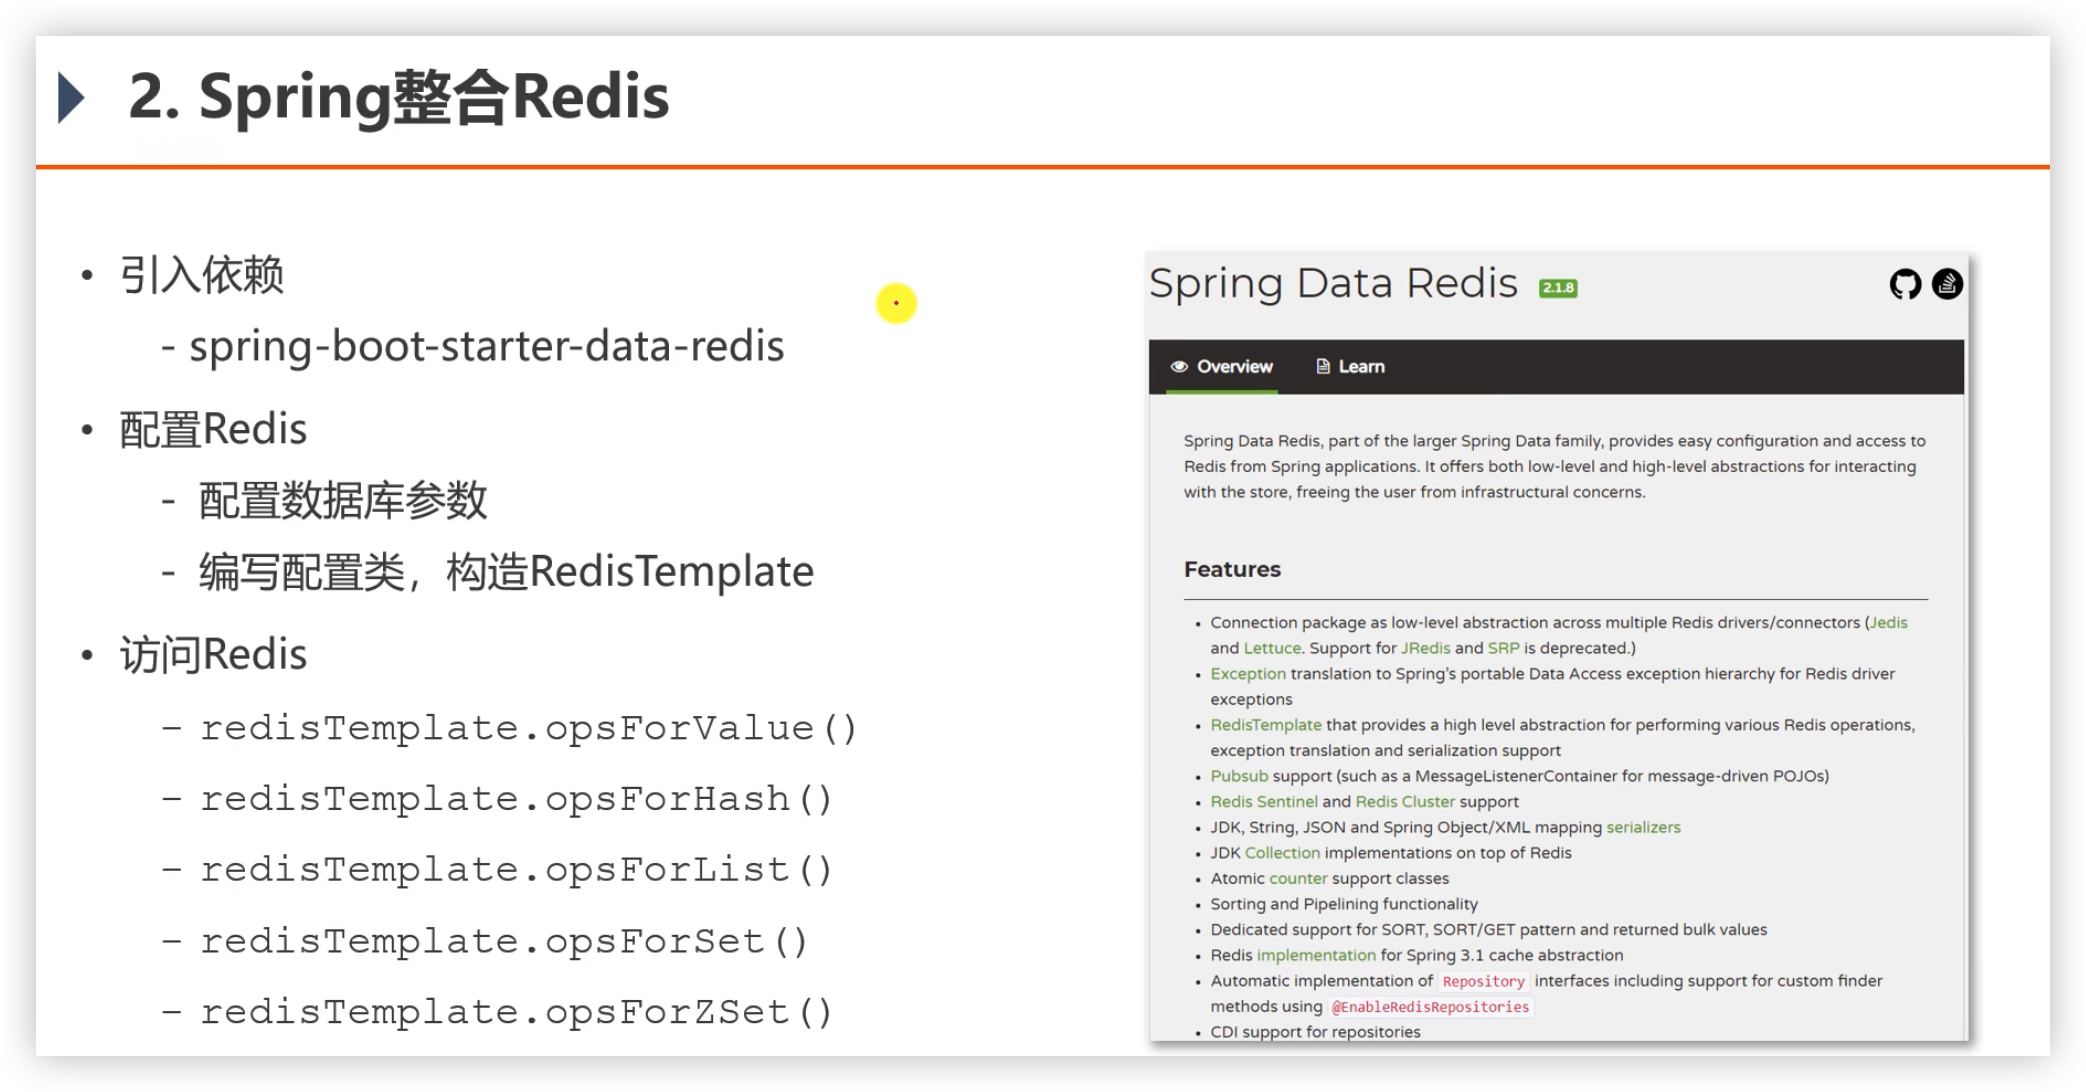 2. Spring整合Redis
• 引入依赖
- spring-boot-starter-data-redis
• 配置Redis
- 配置数据库参数
- 编写配置类，构造RedisTemplate
• 访问Redis
- redisTemplate.opsForValue()
- redisTemplate.opsForHash()
- redisTemplate.opsForList()
- redisTemplate.opsForSet()
- redisTemplate.opsForZSet()
Spring Data Redis 2.1.8
Overview Learn
Spring Data Redis, part of the larger Spring Data family, provides easy configuration and access to
Redis from Spring applications. It offers both low-level and high-level abstractions for interacting
with the store, freeing the user from infrastructural concerns.
Features
• Connection package as low-level abstraction across multiple Redis drivers/connectors (Jedis
and Lettuce. Support for JRedis and SRP is deprecated.)
• Exception translation to Spring’s portable Data Access exception hierarchy for Redis driver
exceptions
• RedisTemplate that provides a high level abstraction for performing various Redis operations,
exception translation and serialization support
• Pubsub support (such as a MessageListenerContainer for message-driven POJOs)
• Redis Sentinel and Redis Cluster support
• JDK, String, JSON and Spring Object/XML mapping serializers
• JDK Collection implementations on top of Redis
• Atomic counter support classes
• Sorting and Pipelining functionality
• Dedicated support for SORT, SORT/GET pattern and returned bulk values
• Redis implementation for Spring 3.1 cache abstraction
• Automatic implementation of Repository interfaces including support for custom finder
methods using @EnableRedisRepositories
• CDI support for repositories